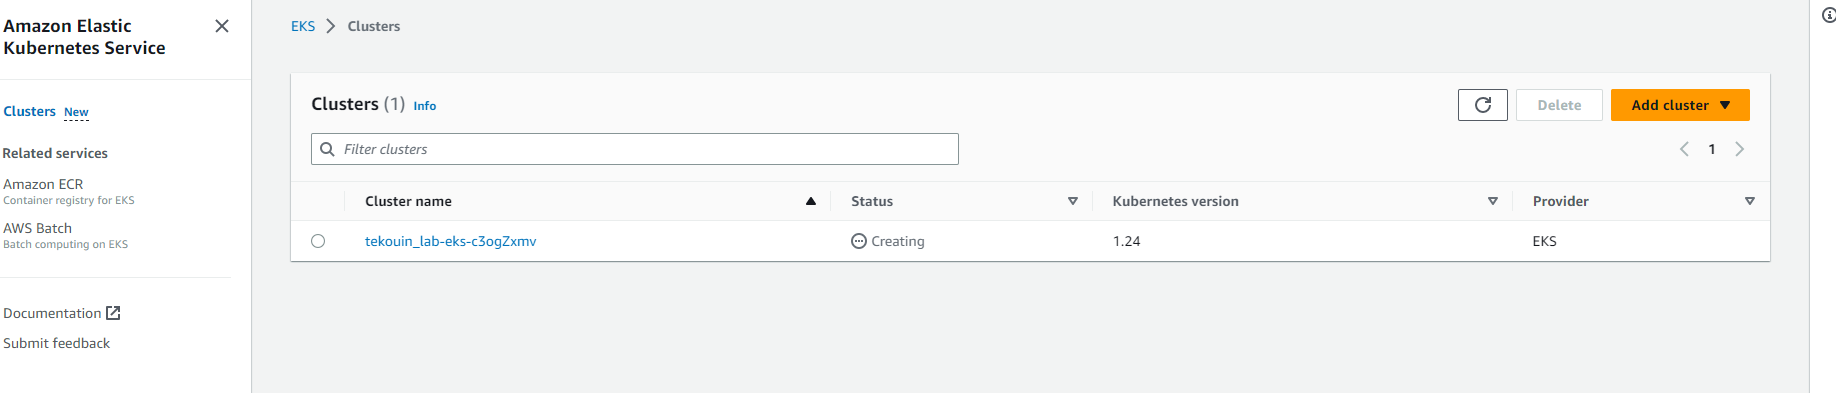 Amazon Elastic
Kubernetes Service
Clusters New
Related services
Amazon ECR
Container registry for EKS
AWS Batch
Batch computing on EKS
Documentation
Submit feedback
EKS Clusters
Clusters (1) Info
Delete
Add cluster
Filter clusters
1
Cluster name Status Kubernetes version Provider
tekouin_lab-eks-c3ogZxmv Creating 1.24 EKS